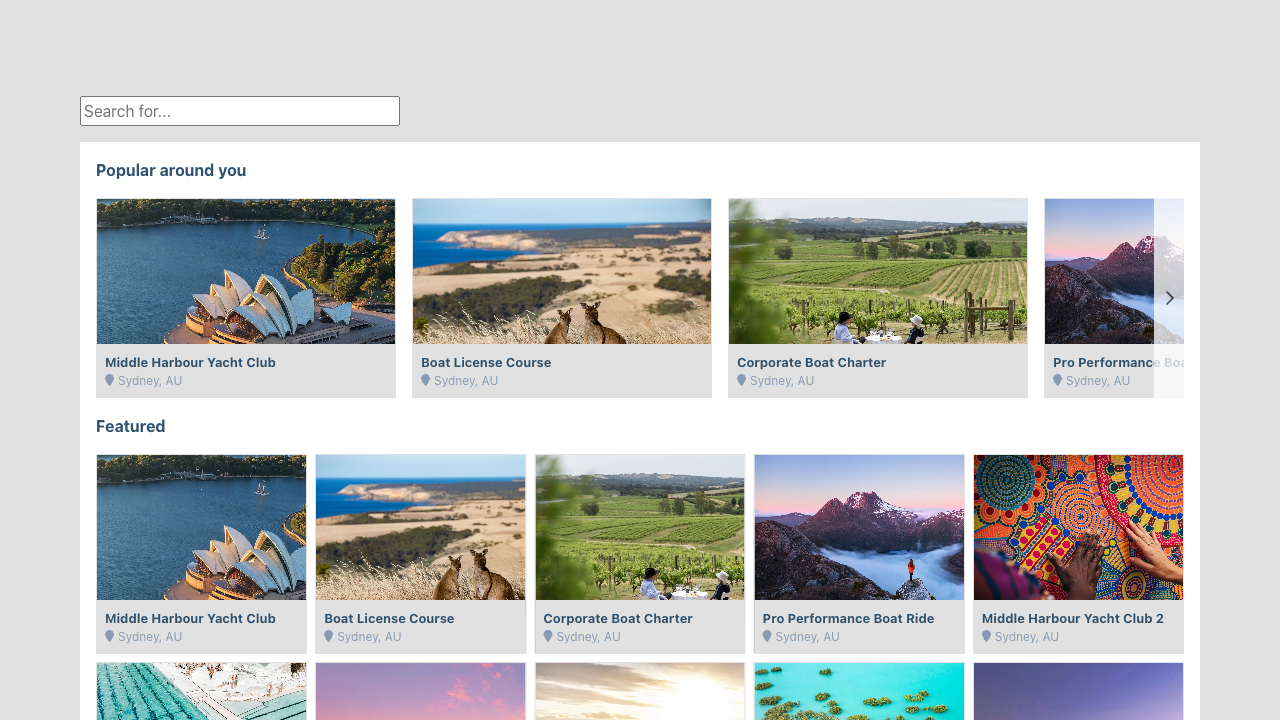 Search for...
Popular around you
Middle Harbour Yacht Club
Sydney, AU
Boat License Course
Sydney, AU
Corporate Boat Charter
Sydney, AU
Pro Performance Boa
Sydney, AU
Featured
Middle Harbour Yacht Club
Sydney, AU
Boat License Course
Sydney, AU
Corporate Boat Charter
Sydney, AU
Pro Performance Boat Ride
Sydney, AU
Middle Harbour Yacht Club 2
Sydney, AU